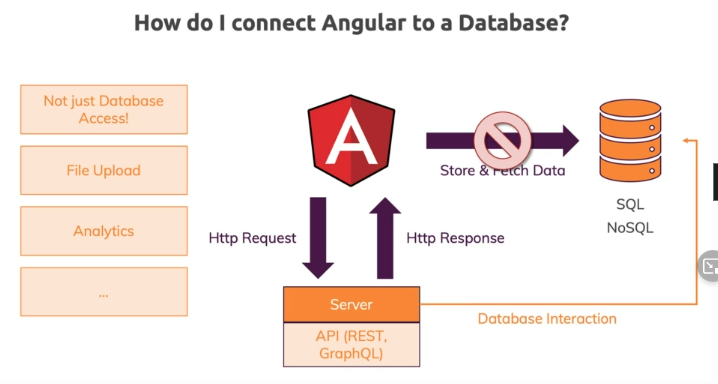 How do I connect Angular to a Database?
Not just Database
Access!
File Upload
Analytics
...
A
Store & Fetch Data
SQL
NoSQL
Http Request
Http Response
Server
API (REST,
GraphQL)
Database Interaction